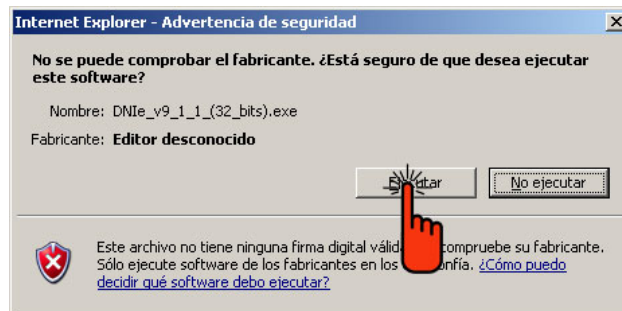 Internet Explorer - Advertencia de seguridad
No se puede comprobar el fabricante. ¿Está seguro de que desea ejecutar
este software?
Nombre: DNIe_v9_1_1_(32_bits).exe
Fabricante: Editor desconocido
Ejecutar No ejecutar
Este archivo no tiene ninguna firma digital compruebe su fabricante.
Sólo ejecute software de los fabricantes en los ¿Cómo puedo
decidir qué software debo ejecutar?